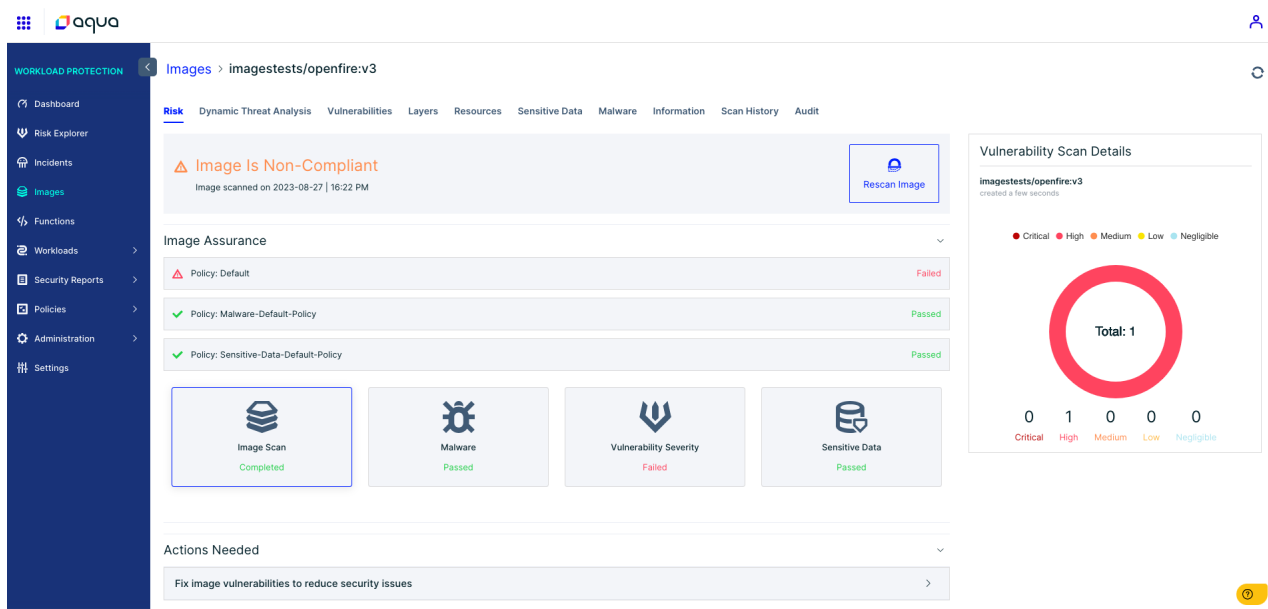 aqua
WORKLOAD PROTECTION
Dashboard
Risk Explorer
Incidents
Images
Functions
Workloads
Security Reports
Policies
Administration
Settings
Images > imagestests/openfire:v3
Risk Dynamic Threat Analysis Vulnerabilities Layers Resources Sensitive Data Malware Information Scan History Audit
Image Is Non-Compliant
Image scanned on 2023-08-27 | 16:22 PM
Rescan Image
Image Assurance
Policy: Default Failed
Policy: Malware-Default-Policy Passed
Policy: Sensitive-Data-Default-Policy Passed
Image Scan
Completed
Malware
Passed
Vulnerability Severity
Failed
Sensitive Data
Passed
Actions Needed
Fix image vulnerabilities to reduce security issues
Vulnerability Scan Details
imagestests/openfire:v3
created a few seconds
Critical High Medium Low Negligible
Total: 1
0 1 0 0 0
Critical High Medium Low Negligible